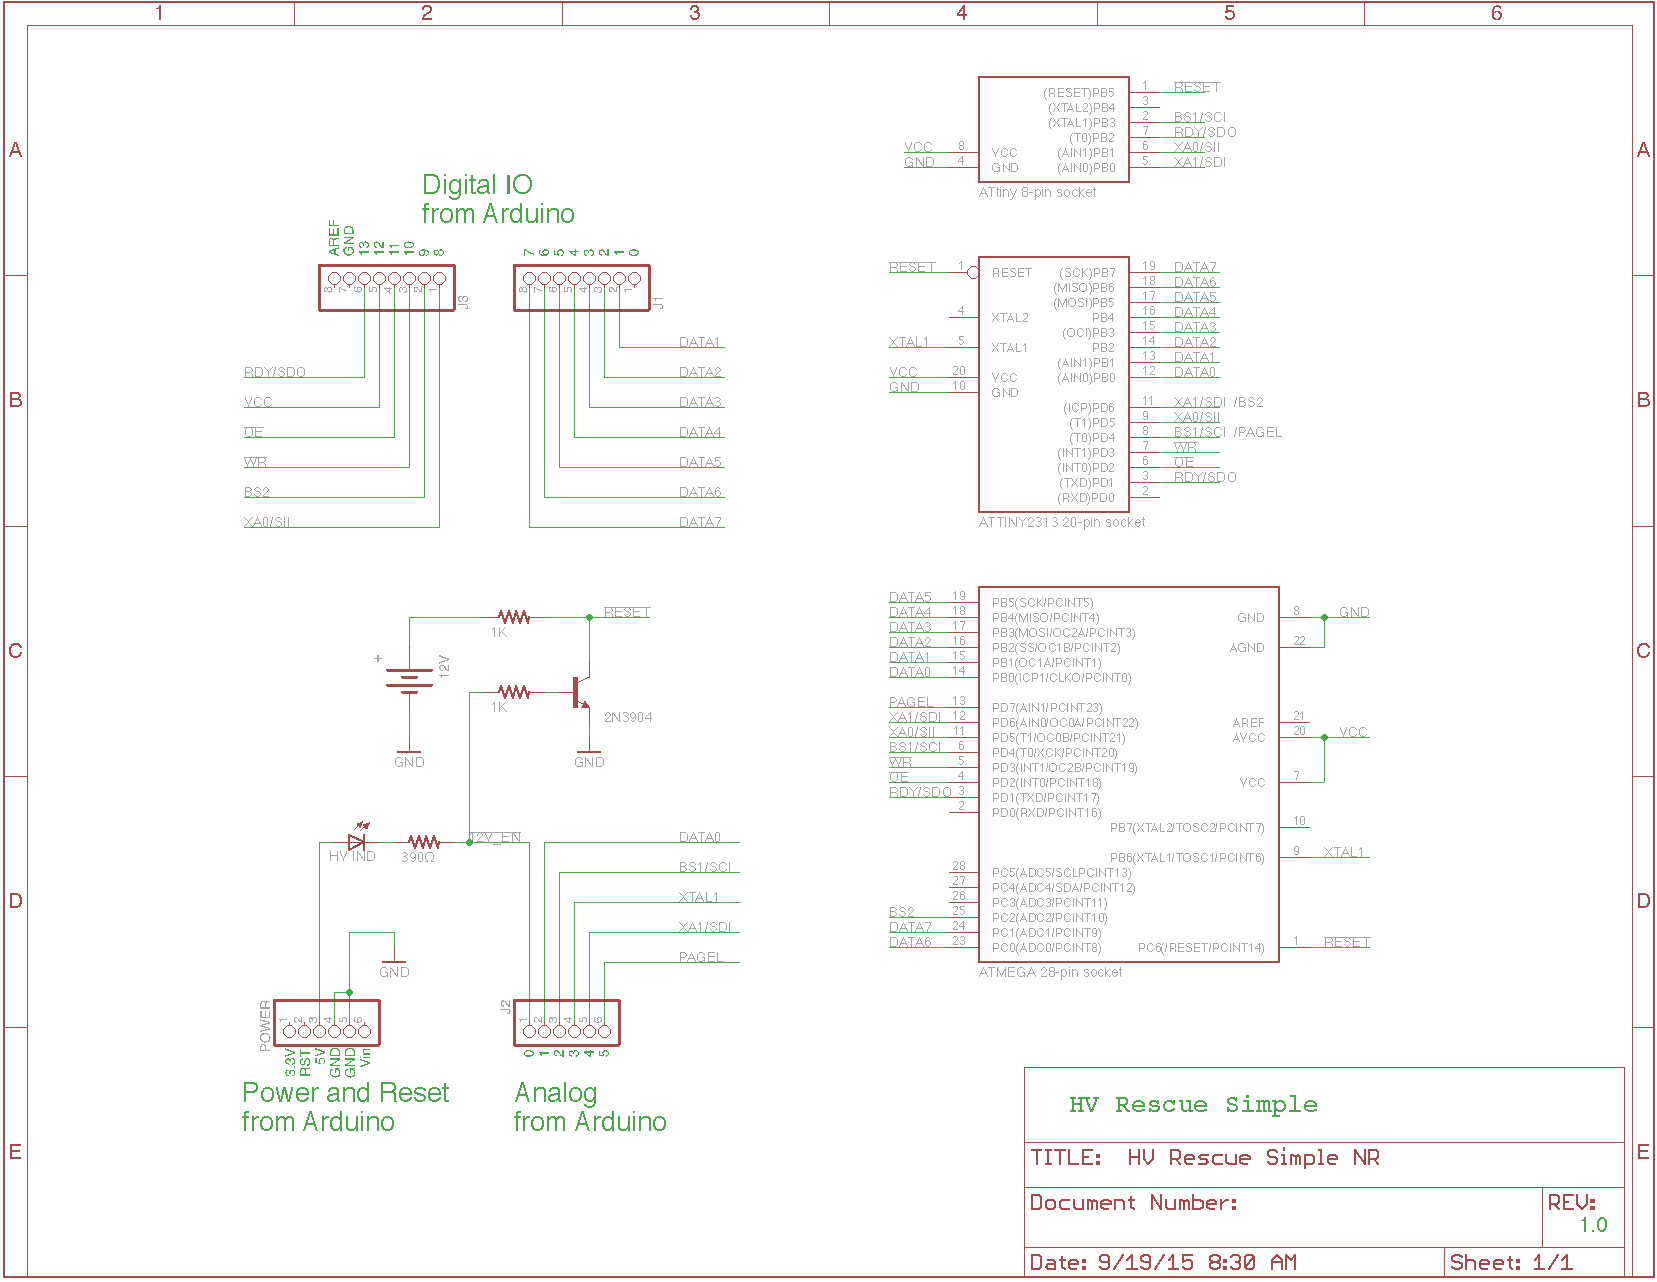 1 2 3 4 5 6
A
B
C
D
E
Digital IO
from Arduino
AREF
GND
13
12
11
10
9
8
8
7
6
5
4
3
2
1
J3
7
6
5
4
3
2
1
0
8
7
6
5
4
3
2
1
J1
RDY/SDO
VCC
OE
WR
BS2
XA0/SII
DATA1
DATA2
DATA3
DATA4
DATA5
DATA6
DATA7
1K
RESET
+
12V
1K
2N3904
GND
GND
HV IND
390Ω
12V_EN
GND
DATA0
BS1/SCI
XTAL1
XA1/SDI
PAGEL
POWER
1
2
3
4
5
6
3.3V
RST
5V
GND
GND
Vin
Power and Reset
from Arduino
J2
1
2
3
4
5
6
0
1
2
3
4
5
Analog
from Arduino
(RESET)PB5 1 RESET
(XTAL2)PB4 3
(XTAL1)PB3 2 BS1/SCI
(T0)PB2 7 RDY/SDO
VCC 8 VCC (AIN1)PB1 6 XA0/SII
GND 4 GND (AIN0)PB0 5 XA1/SDI
ATtiny 8-pin socket
RESET 1 RESET (SCK)PB7 19 DATA7
(MISO)PB6 18 DATA6
(MOSI)PB5 17 DATA5
4 XTAL2 PB4 16 DATA4
(OCI)PB3 15 DATA3
XTAL1 5 XTAL1 PB2 14 DATA2
(AIN1)PB1 13 DATA1
VCC 20 VCC (AIN0)PB0 12 DATA0
GND 10 GND
(ICP)PD6 11 XA1/SDI /BS2
(T1)PD5 9 XA0/SII
(T0)PD4 8 BS1/SCI /PAGEL
(INT1)PD3 7 WR
(INT0)PD2 6 OE
(TXD)PD1 3 RDY/SDO
(RXD)PD0 2
ATTINY2313 20-pin socket
DATA5 19 PB5(SCK/PCINT5)
DATA4 18 PB4(MISO/PCINT4) GND 8 GND
DATA3 17 PB3(MOSI/OC2A/PCINT3)
DATA2 16 PB2(SS/OC1B/PCINT2) AGND 22
DATA1 15 PB1(OC1A/PCINT1)
DATA0 14 PB0(ICP1/CLKO/PCINT0)
PAGEL 13 PD7(AIN1/PCINT23)
XA1/SDI 12 PD6(AIN0/OC0A/PCINT22) AREF 21
XA0/SII 11 PD5(T1/OC0B/PCINT21) AVCC 20 VCC
BS1/SCI 6 PD4(T0/XCK/PCINT20)
WR 5 PD3(INT1/OC2B/PCINT19)
OE 4 PD2(INT0/PCINT18) VCC 7
RDY/SDO 3 PD1(TXD/PCINT17)
2 PD0(RXD/PCINT16)
PB7(XTAL2/TOSC2/PCINT7) 10
PB6(XTAL1/TOSC1/PCINT6) 9 XTAL1
28 PC5(ADC5/SCLPCINT13)
27 PC4(ADC4/SDA/PCINT12)
26 PC3(ADC3/PCINT11)
BS2 25 PC2(ADC2/PCINT10)
DATA7 24 PC1(ADC1/PCINT9)
DATA6 23 PC0(ADC0/PCINT8) PC6(/RESET/PCINT14) 1 RESET
ATMEGA 28-pin socket
A
B
C
D
E
HV Rescue Simple
TITLE: HV Rescue Simple NR
Document Number:
REV:
1.0
Date: 9/19/15 8:30 AM
Sheet: 1/1